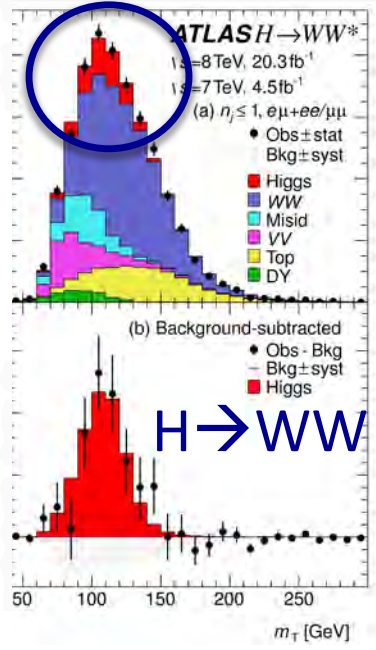 ATLAS H→WW*
√s=8TeV, 20.3fb⁻¹
√s=7TeV, 4.5fb⁻¹
(a) nⱼ ≤ 1, eμ+ee/μμ
Obs±stat
Bkg±syst
Higgs
WW
Misid
VV
Top
DY
(b) Background-subtracted
Obs - Bkg
Bkg±syst
Higgs
H→WW
50 100 150 200 250
m_T [GeV]